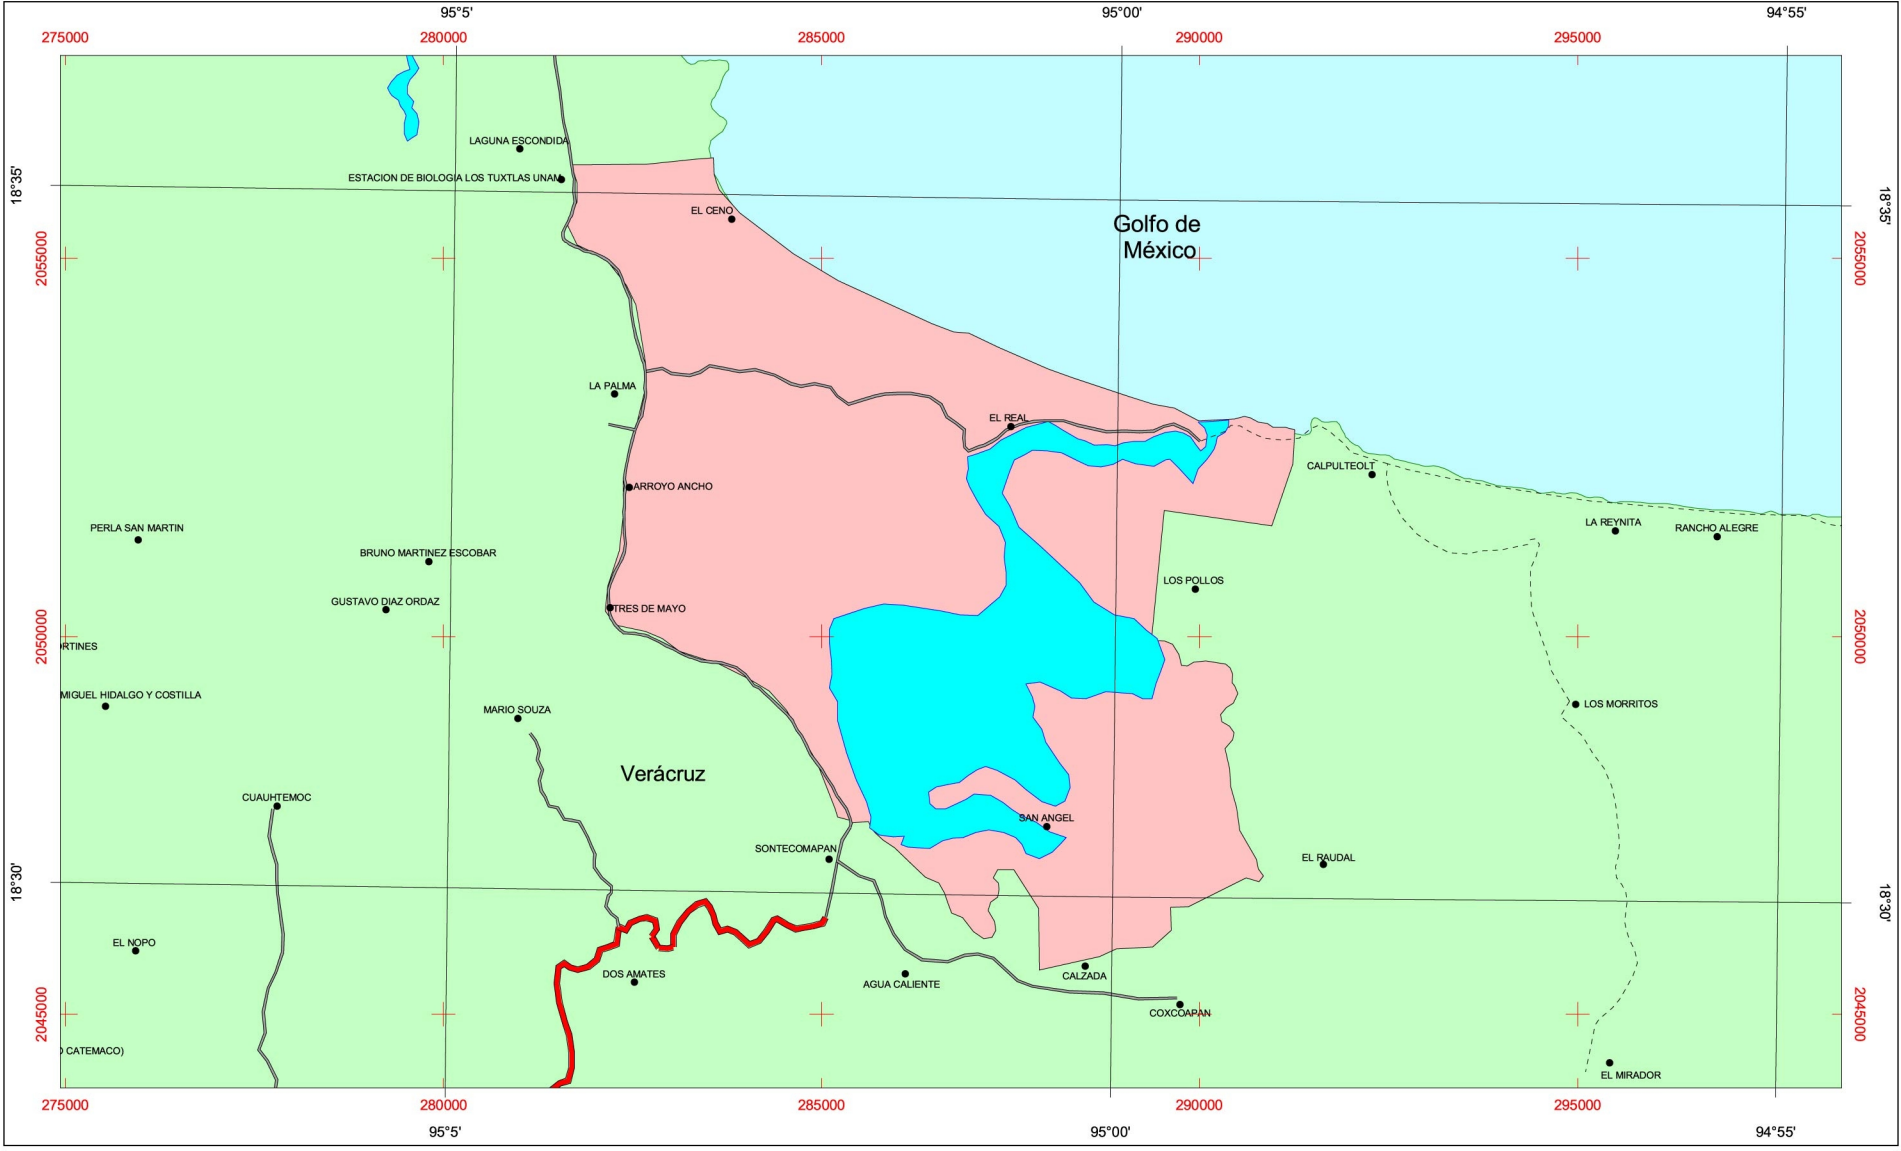 95°5'
95°00'
94°55'
275000
280000
285000
290000
295000
LAGUNA ESCONDIDA
ESTACION DE BIOLOGIA LOS TUXTLAS UNAM
18°35'
18°35'
EL CENO
Golfo de
México
2055000
2055000
LA PALMA
EL REAL
CALPULTEOLT
ARROYO ANCHO
PERLA SAN MARTIN
LA REYNITA
RANCHO ALEGRE
BRUNO MARTINEZ ESCOBAR
LOS POLLOS
GUSTAVO DIAZ ORDAZ
TRES DE MAYO
2050000
2050000
RTINES
MIGUEL HIDALGO Y COSTILLA
MARIO SOUZA
LOS MORRITOS
Verácruz
CUAUHTEMOC
SAN ANGEL
SONTECOMAPAN
EL RAUDAL
18°30'
18°30'
EL NOPO
DOS AMATES
AGUA CALIENTE
CALZADA
COXCOAPAN
2045000
2045000
O CATEMACO)
EL MIRADOR
275000
280000
285000
290000
295000
95°5'
95°00'
94°55'